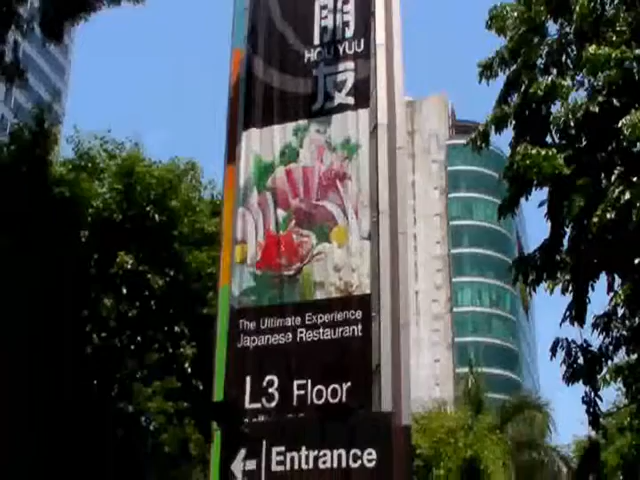 朋
HOU YUU
友
The Ultimate Experience
Japanese Restaurant
L3 Floor
Entrance